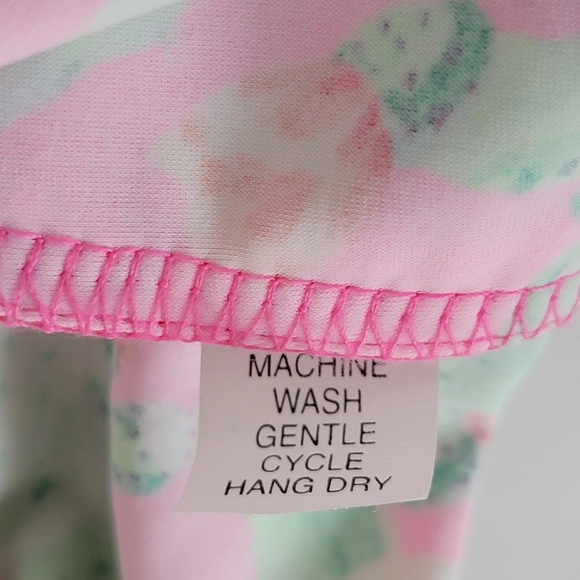 MACHINE
WASH
GENTLE
CYCLE
HANG DRY